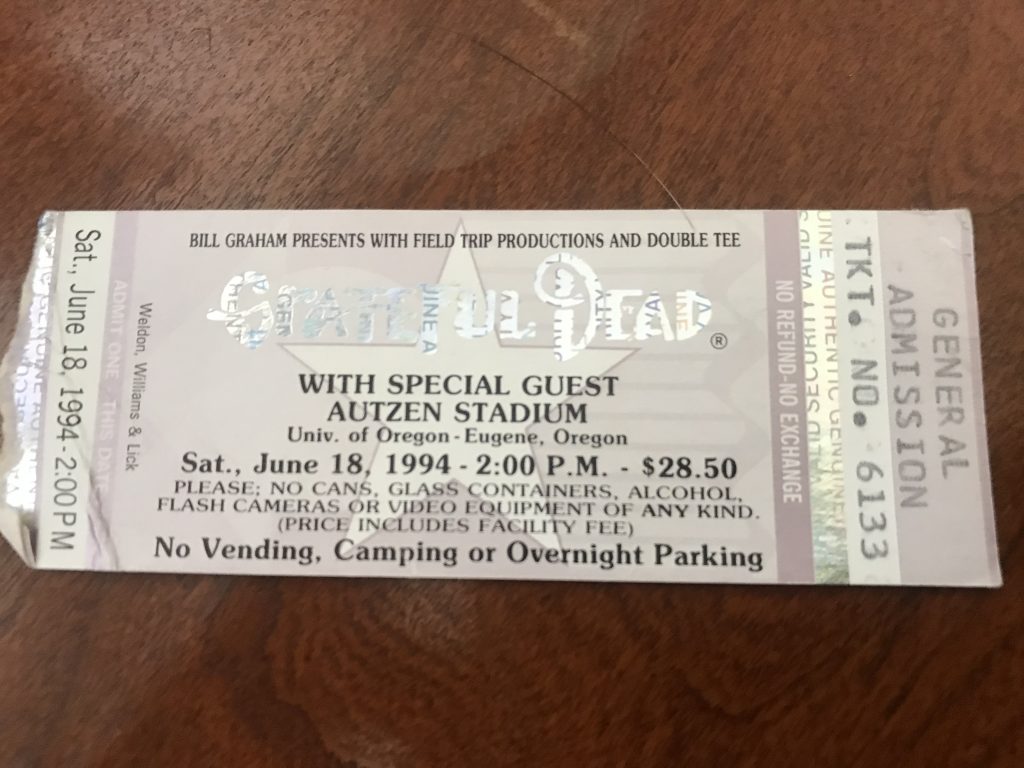 Sat., June 18, 1994 - 2:00 PM
ADMIT ONE THIS DATE
Weldon, Williams & Lick
BILL GRAHAM PRESENTS WITH FIELD TRIP PRODUCTIONS AND DOUBLE TEE
GRATEFUL DEAD ®
WITH SPECIAL GUEST
AUTZEN STADIUM
Univ. of Oregon - Eugene, Oregon
Sat., June 18, 1994 - 2:00 P.M. - $28.50
PLEASE; NO CANS, GLASS CONTAINERS, ALCOHOL,
FLASH CAMERAS OR VIDEO EQUIPMENT OF ANY KIND.
(PRICE INCLUDES FACILITY FEE)
No Vending, Camping or Overnight Parking
NO REFUND-NO EXCHANGE
TKT. NO. 6133
GENERAL
ADMISSION